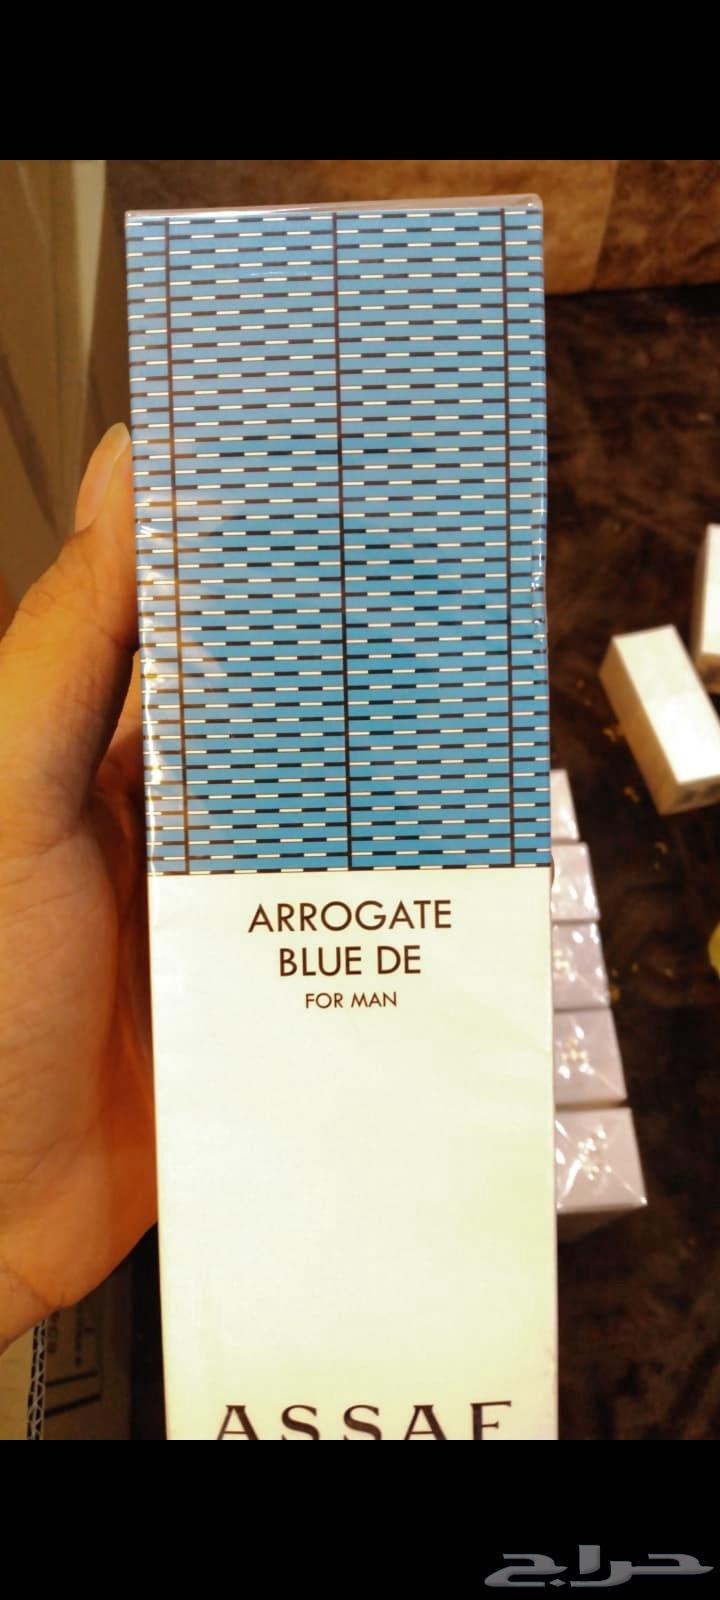 ARROGATE
BLUE DE
FOR MAN
ASSAF
حراج